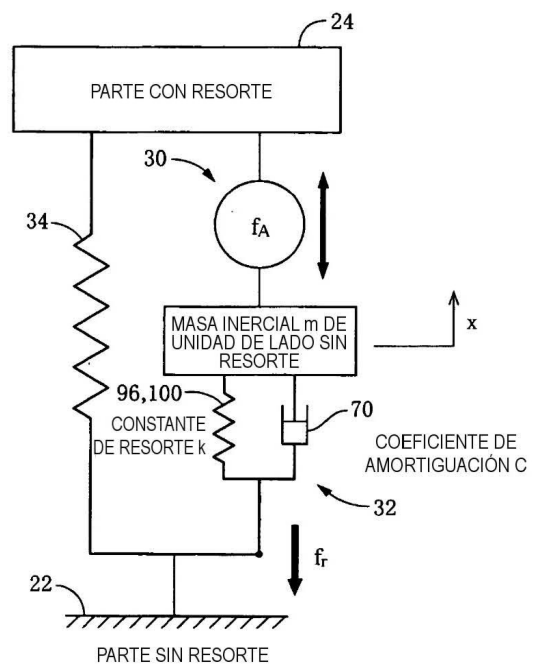 24
PARTE CON RESORTE
30
34
fA
MASA INERCIAL m DE
UNIDAD DE LADO SIN
RESORTE
x
96,100
CONSTANTE
DE RESORTE k
70
COEFICIENTE DE
AMORTIGUACIÓN C
32
fr
22
PARTE SIN RESORTE